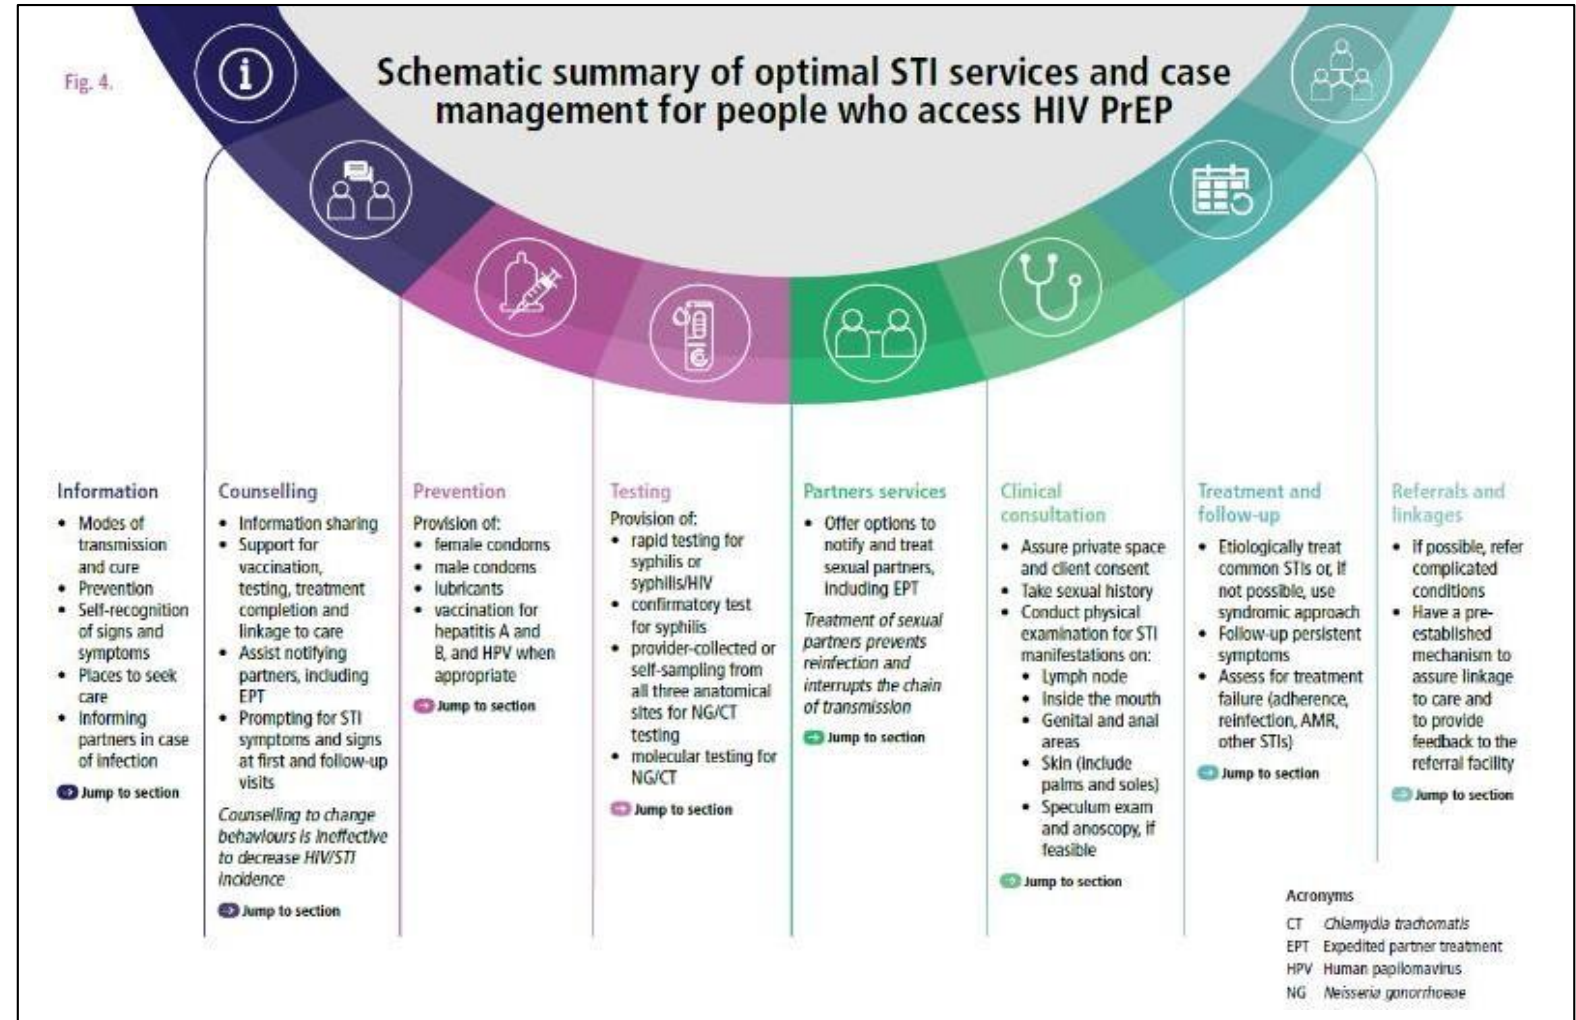 Fig. 4.
Schematic summary of optimal STI services and case
management for people who access HIV PrEP
Information
• Modes of
transmission
and cure
• Prevention
• Self-recognition
of signs and
symptoms
• Places to seek
care
• Informing
partners in case
of infection
Jump to section
Counselling
• Information sharing
• Support for
vaccination,
testing, treatment
completion and
linkage to care
• Assist notifying
partners, including
EPT
• Prompting for STI
symptoms and signs
at first and follow-up
visits
Counselling to change
behaviours is ineffective
to decrease HIV/STI
incidence
Jump to section
Prevention
Provision of:
• female condoms
• male condoms
• lubricants
• vaccination for
hepatitis A and
B, and HPV when
appropriate
Jump to section
Testing
Provision of:
• rapid testing for
syphilis or
syphilis/HIV
• confirmatory test
for syphilis
• provider-collected or
self-sampling from
all three anatomical
sites for NG/CT
testing
• molecular testing for
NG/CT
Jump to section
Partners services
• Offer options to
notify and treat
sexual partners,
including EPT
Treatment of sexual
partners prevents
reinfection and
interrupts the chain
of transmission
Jump to section
Clinical
consultation
• Assure private space
and client consent
• Take sexual history
• Conduct physical
examination for STI
manifestations on:
• Lymph node
• Inside the mouth
• Genital and anal
areas
• Skin (include
palms and soles)
• Speculum exam
and anoscopy, if
feasible
Jump to section
Treatment and
follow-up
• Etiologically treat
common STIs or, if
not possible, use
syndromic approach
• Follow-up persistent
symptoms
• Assess for treatment
failure (adherence,
reinfection, AMR,
other STIs)
Jump to section
Referrals and
linkages
• If possible, refer
complicated
conditions
• Have a pre-
established
mechanism to
assure linkage
to care and
to provide
feedback to the
referral facility
Jump to section
Acronyms
CT Chlamydia trachomatis
EPT Expedited partner treatment
HPV Human papilomavirus
NG Neisseria gonorrhoeae